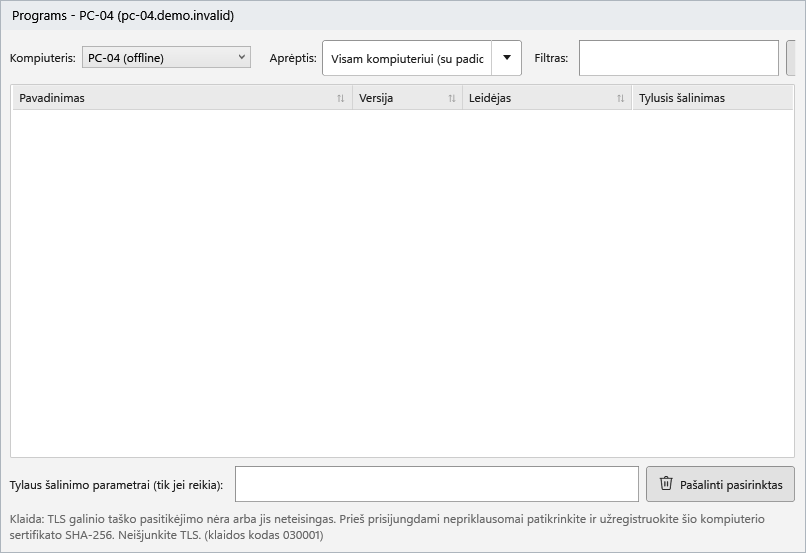 Programs - PC-04 (pc-04.demo.invalid)
Kompiuteris: PC-04 (offline) Aprėptis: Visam kompiuteriui (su padic Filtras:
Pavadinimas Versija Leidėjas Tylusis šalinimas
Tylaus šalinimo parametrai (tik jei reikia): Pašalinti pasirinktas
Klaida: TLS galinio taško pasitikėjimo nėra arba jis neteisingas. Prieš prisijungdami nepriklausomai patikrinkite ir užregistruokite šio kompiuterio
sertifikato SHA-256. Neišjunkite TLS. (klaidos kodas 030001)